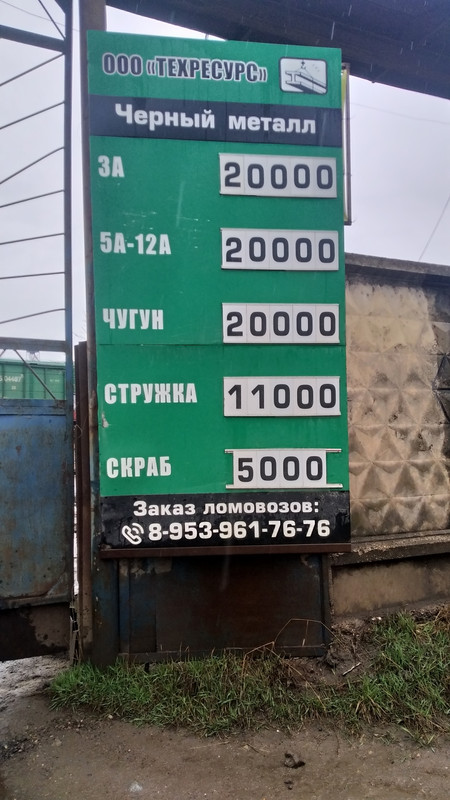 ООО «ТЕХРЕСУРС»
Черный металл
3А 20000
5А-12А 20000
ЧУГУН 20000
СТРУЖКА 11000
СКРАБ 5000
Заказ ломовозов:
8-953-961-76-76